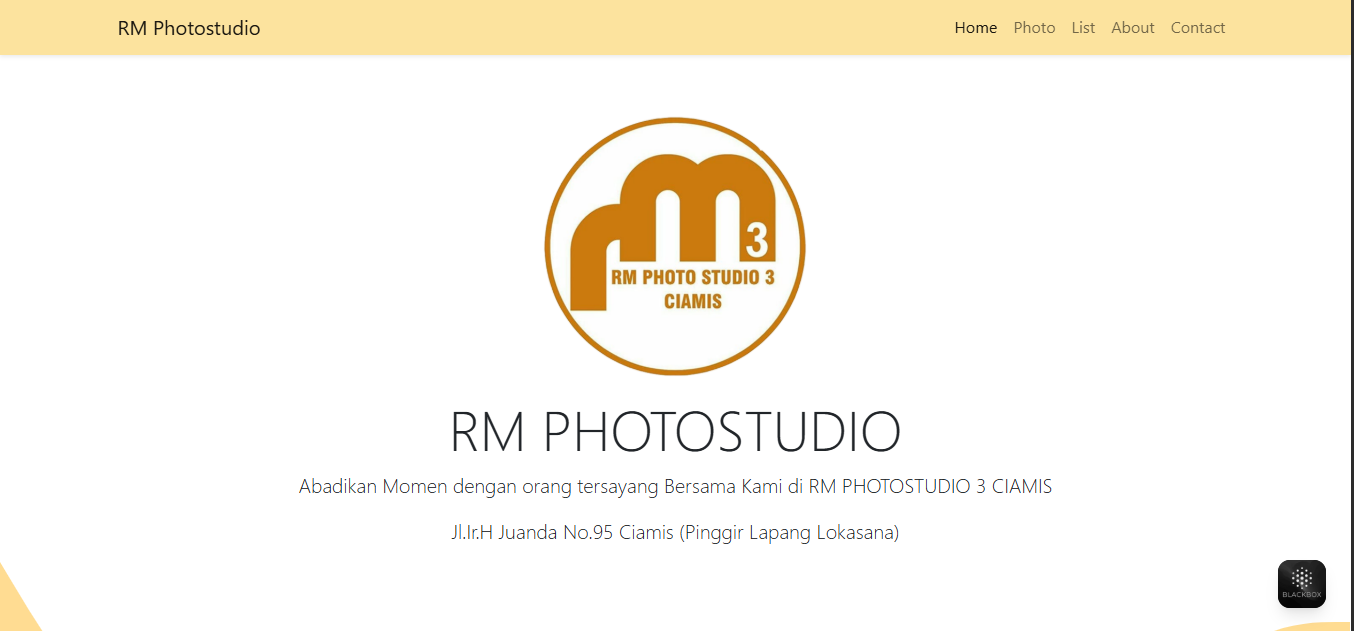 RM Photostudio
Home Photo List About Contact
3
RM PHOTO STUDIO 3
CIAMIS
RM PHOTOSTUDIO
Abadikan Momen dengan orang tersayang Bersama Kami di RM PHOTOSTUDIO 3 CIAMIS
Jl.Ir.H Juanda No.95 Ciamis (Pinggir Lapang Lokasana)
BLACKBOX